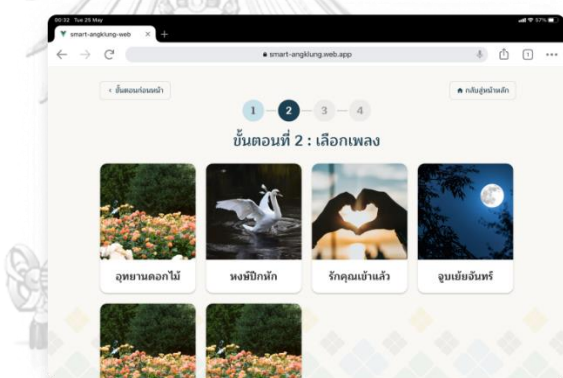 00:32 Tue 25 May
57%
smart-angklung-web × +
smart-angklung.web.app
1
< ขั้นตอนก่อนหน้า
กลับสู่หน้าหลัก
1 2 3 4
ขั้นตอนที่ 2 : เลือกเพลง
อุทยานดอกไม้
หงษ์ปีกหัก
รักคุณเข้าแล้ว
จูบเย้ยจันทร์